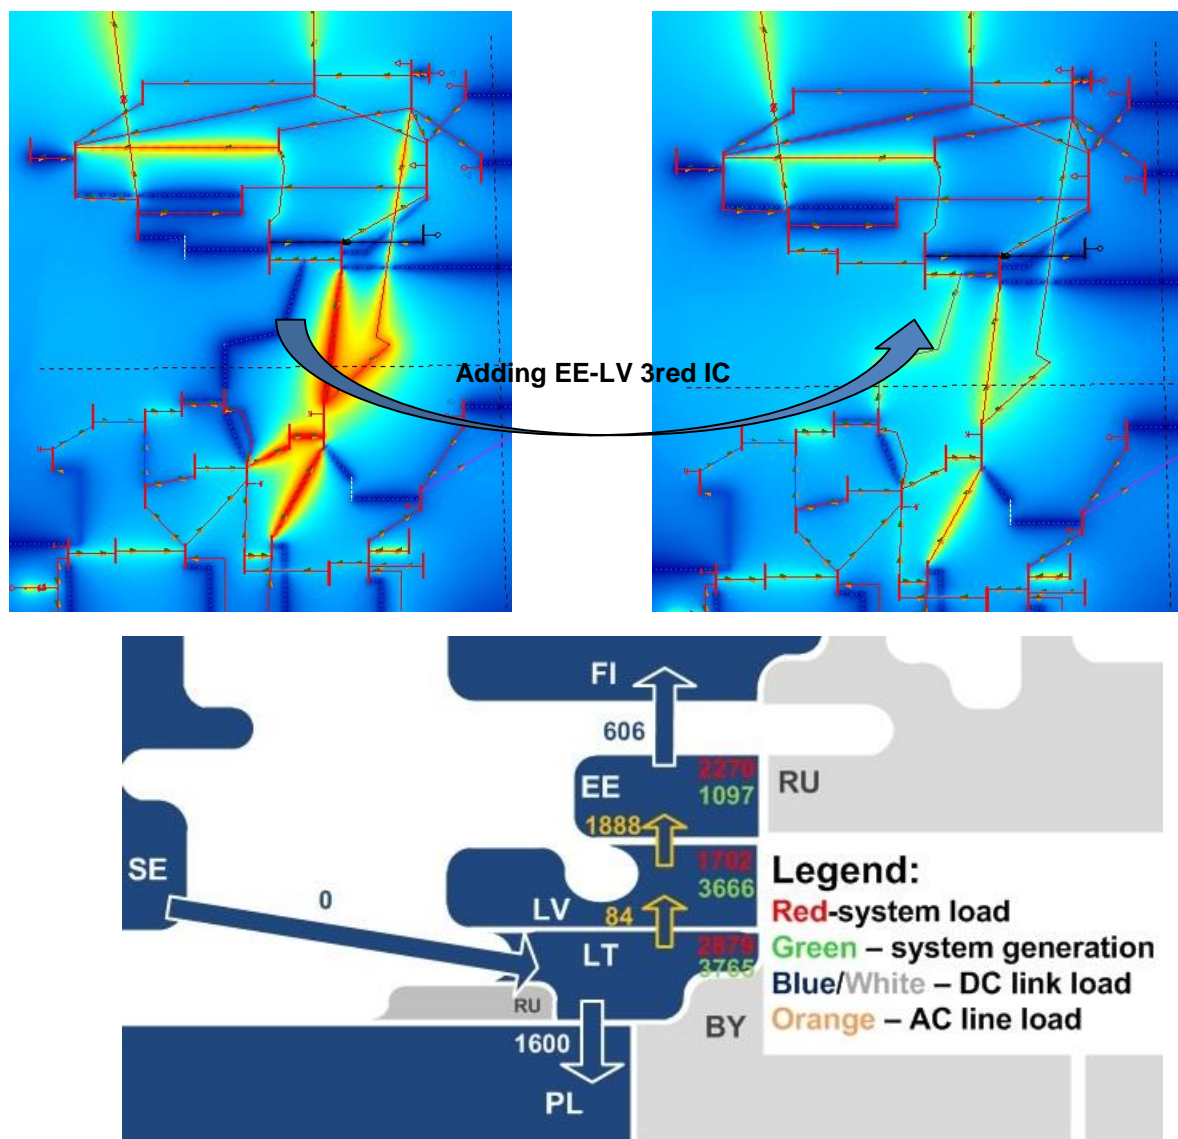 Adding EE-LV 3red IC
FI
606
EE
2270
1097
RU
1888
SE
0
1702
3666
LV
84
LT
2879
3765
RU
1600
BY
PL
Legend:
Red-system load
Green – system generation
Blue/White – DC link load
Orange – AC line load